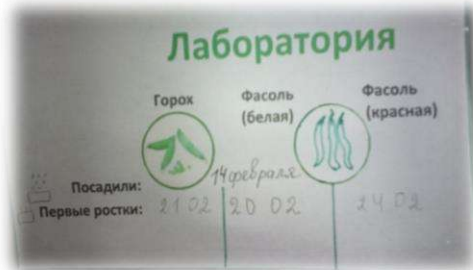 Лаборатория
Горох Фасоль (белая) Фасоль (красная)
Посадили: 14 февраля
Первые ростки: 21 02 20 02 24 02